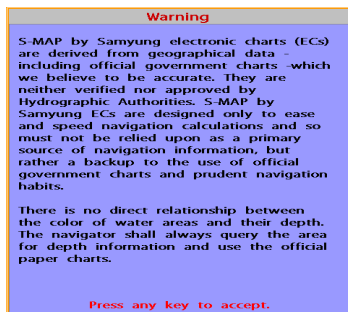 Warning
S-MAP by Samyung electronic charts (ECs)
are derived from geographical data -
including official government charts -which
we believe to be accurate. They are
neither verified nor approved by
Hydrographic Authorities. S-MAP by
Samyung ECs are designed only to ease
and speed navigation calculations and so
must not be relied upon as a primary
source of navigation information, but
rather a backup to the use of official
government charts and prudent navigation
habits.
There is no direct relationship between
the color of water areas and their depth.
The navigator shall always query the area
for depth information and use the official
paper charts.
Press any key to accept.